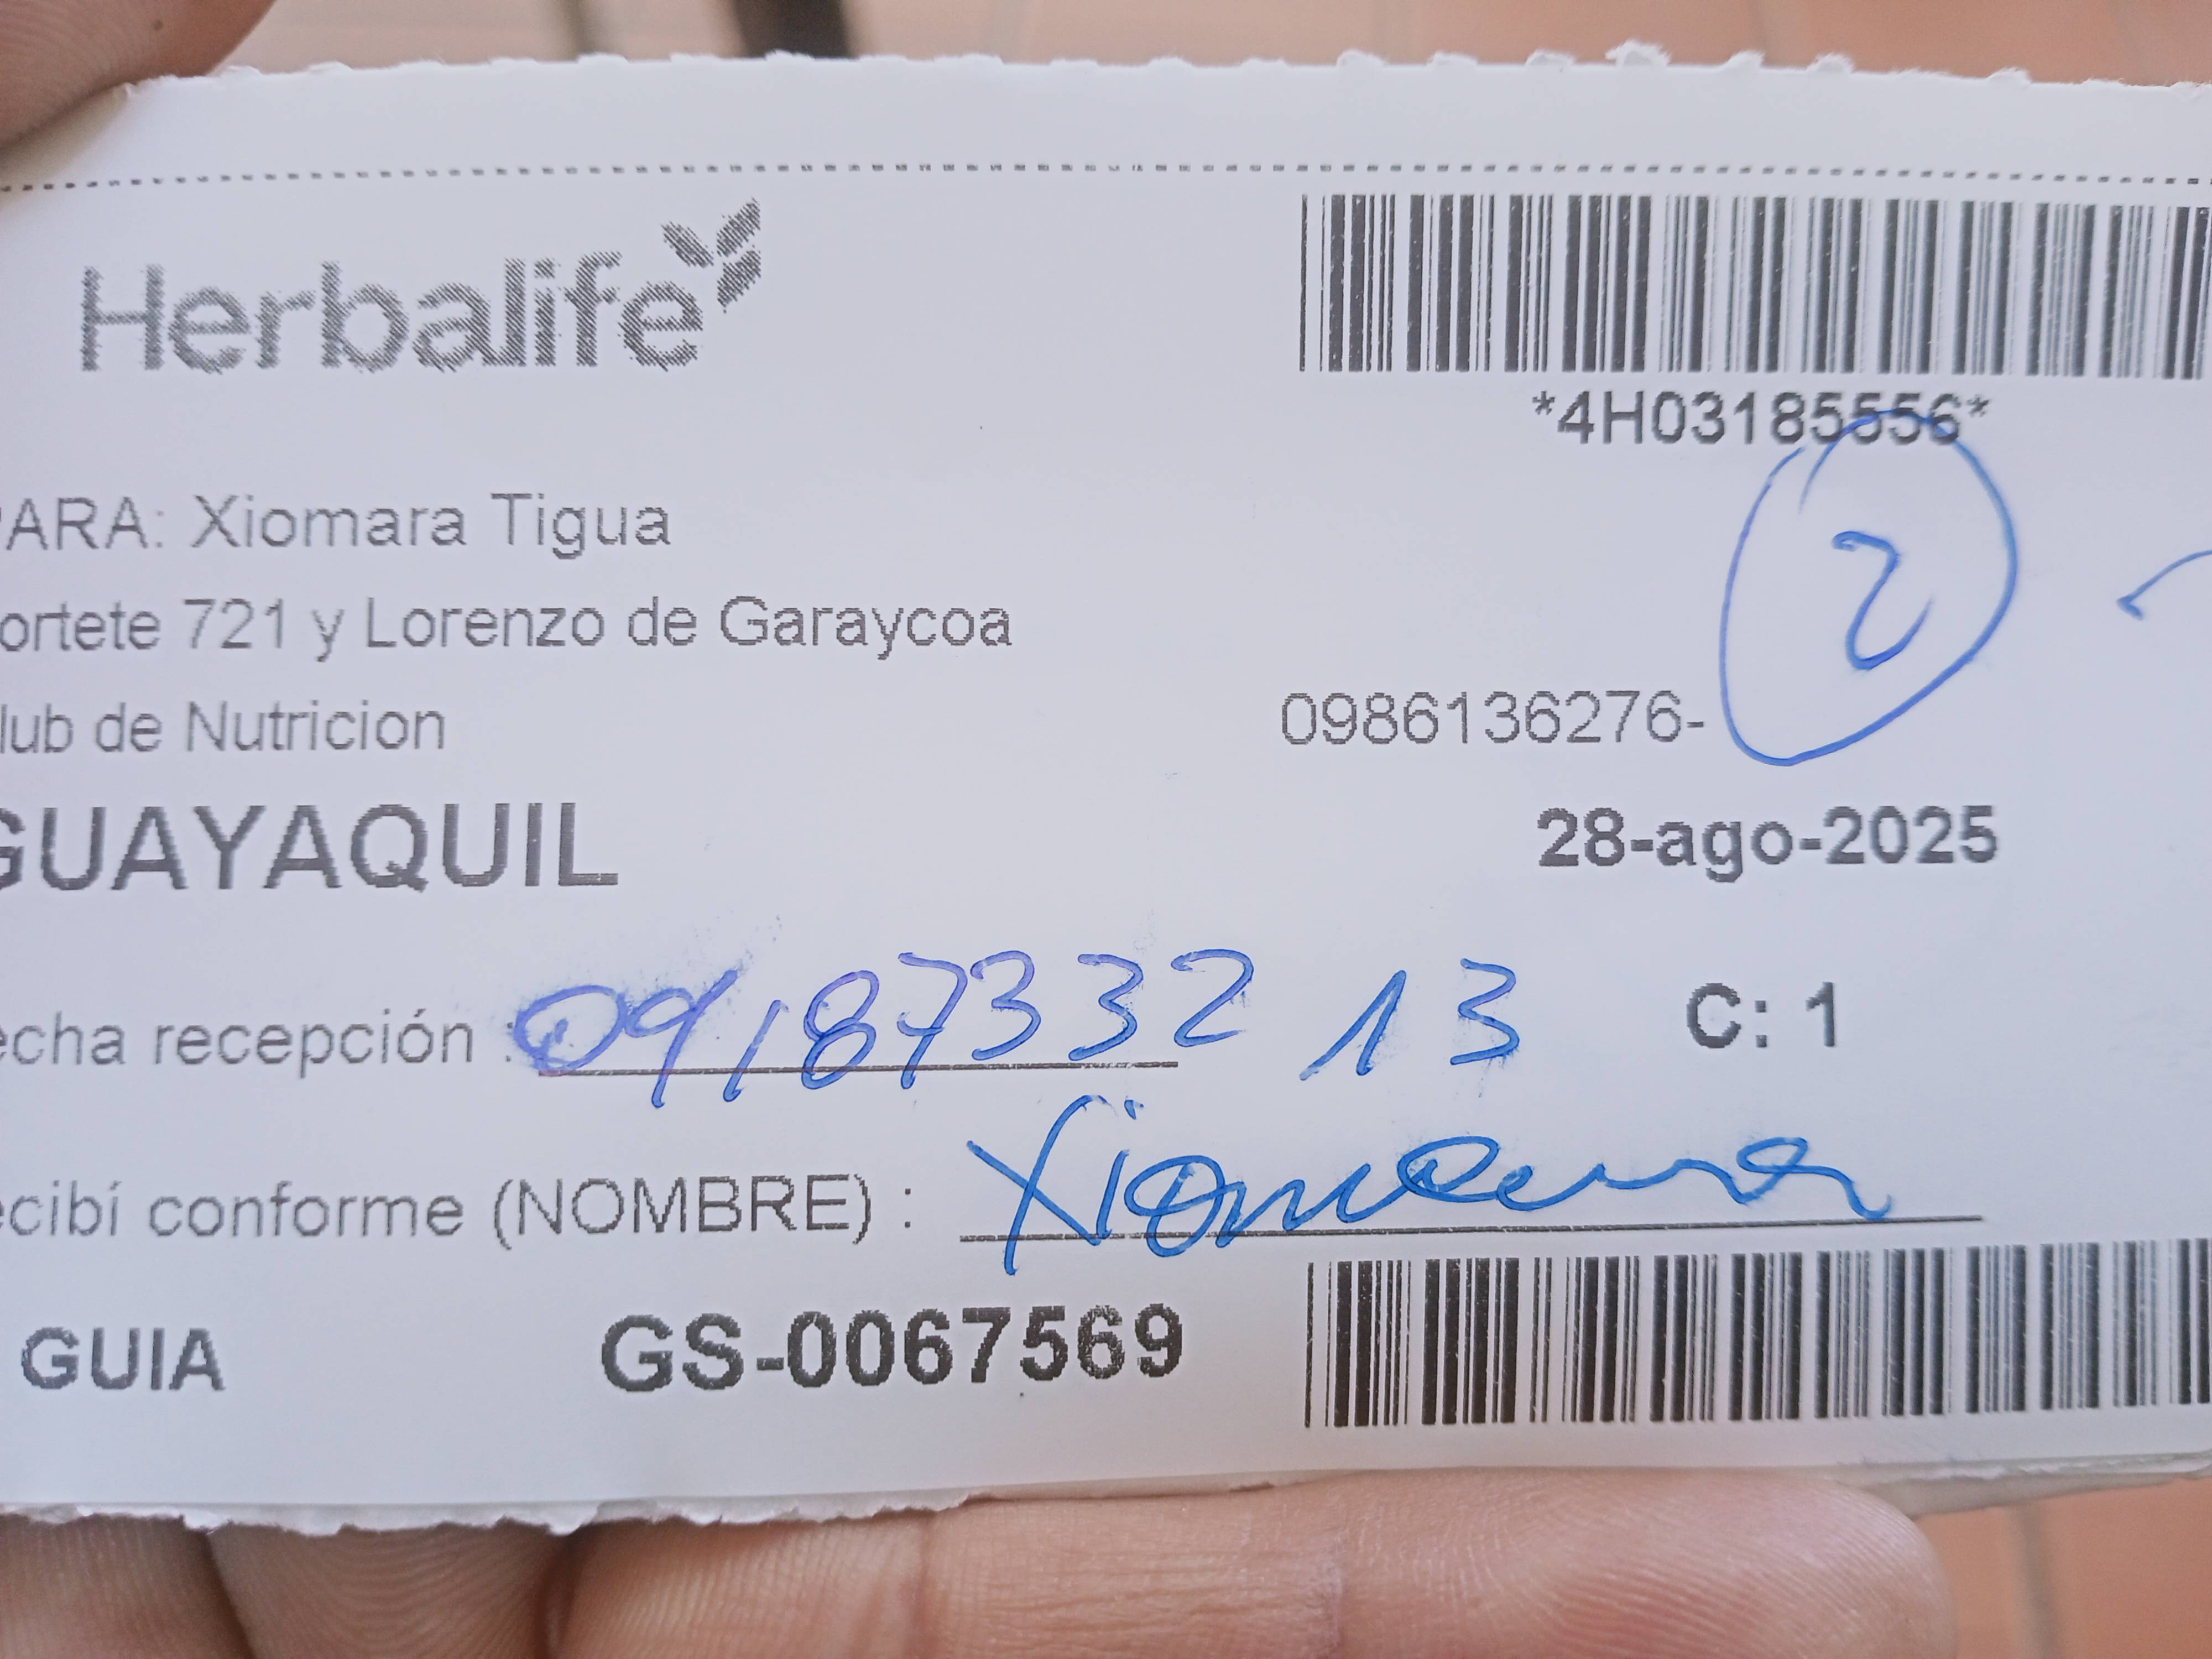 Herbalife
*4H03185556*
PARA: Xiomara Tigua
2
ortete 721 y Lorenzo de Garaycoa
lub de Nutricion
0986136276-
GUAYAQUIL
28-ago-2025
echa recepción : 0918733213
C: 1
ecibí conforme (NOMBRE) : Xiomara
GUIA GS-0067569